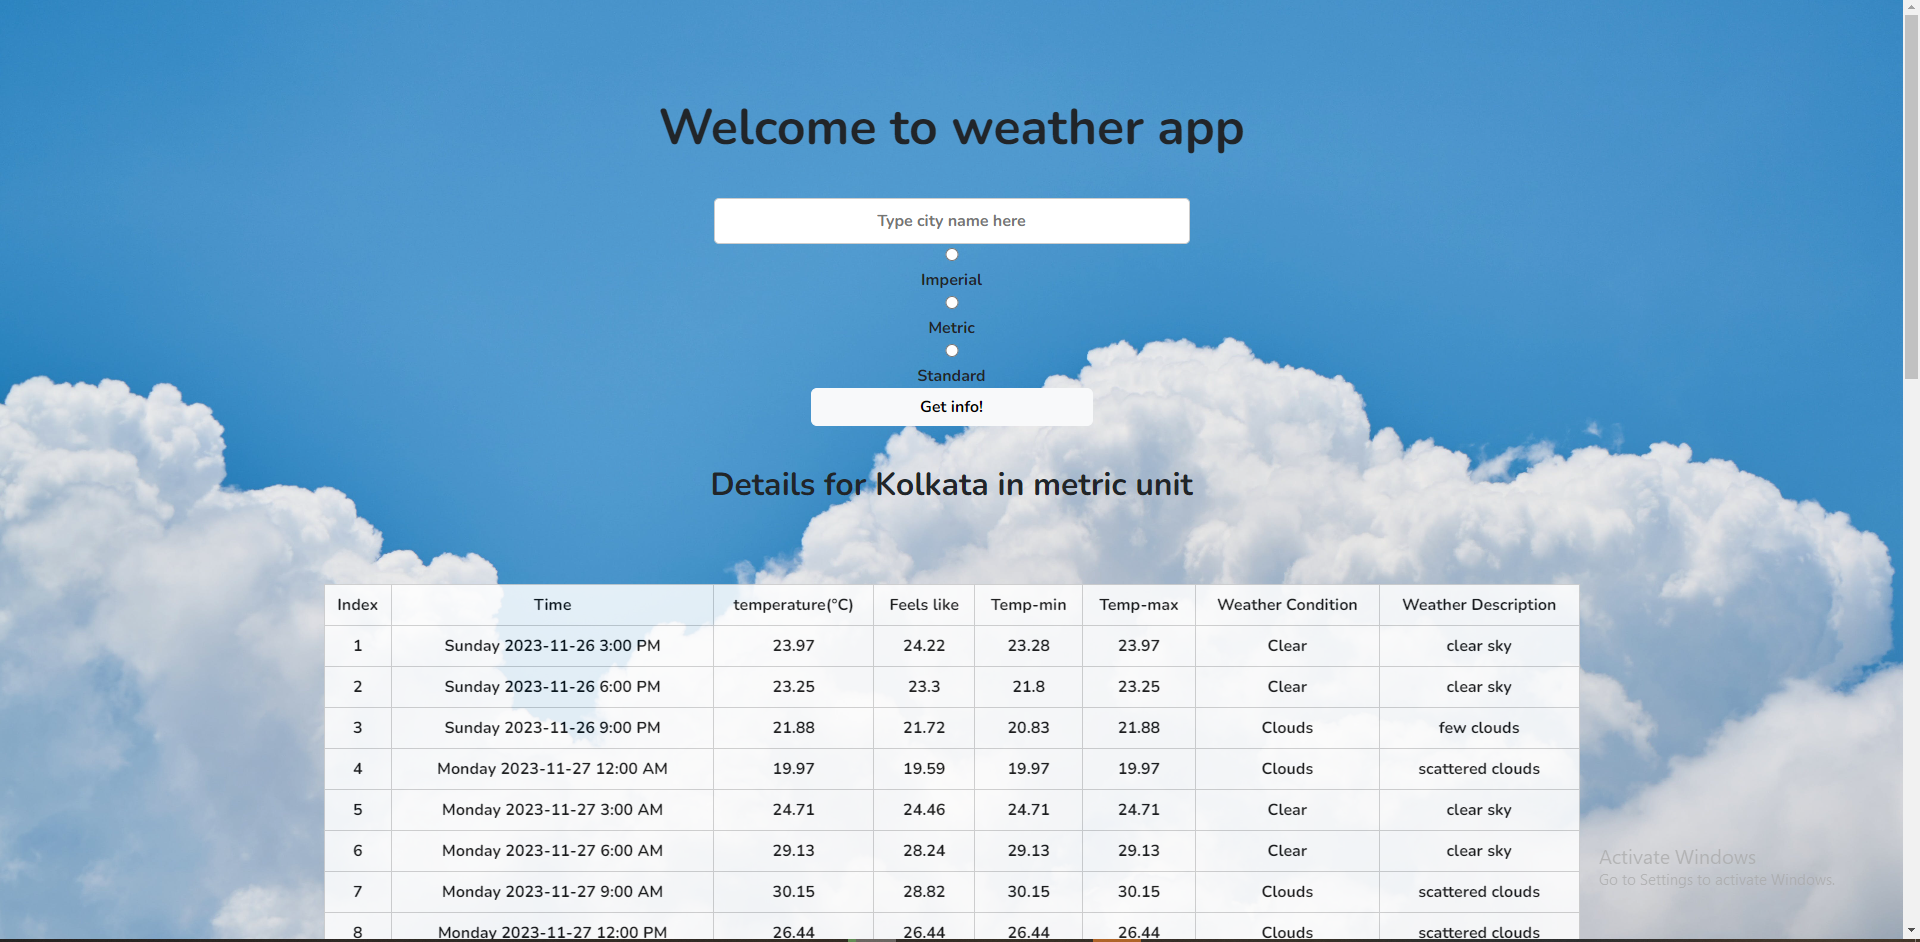 Welcome to weather app
Type city name here
Imperial
Metric
Standard
Get info!
Details for Kolkata in metric unit
Index Time temperature(°C) Feels like Temp-min Temp-max Weather Condition Weather Description
1 Sunday 2023-11-26 3:00 PM 23.97 24.22 23.28 23.97 Clear clear sky
2 Sunday 2023-11-26 6:00 PM 23.25 23.3 21.8 23.25 Clear clear sky
3 Sunday 2023-11-26 9:00 PM 21.88 21.72 20.83 21.88 Clouds few clouds
4 Monday 2023-11-27 12:00 AM 19.97 19.59 19.97 19.97 Clouds scattered clouds
5 Monday 2023-11-27 3:00 AM 24.71 24.46 24.71 24.71 Clear clear sky
6 Monday 2023-11-27 6:00 AM 29.13 28.24 29.13 29.13 Clear clear sky
7 Monday 2023-11-27 9:00 AM 30.15 28.82 30.15 30.15 Clouds scattered clouds
8 Monday 2023-11-27 12:00 PM 26.44 26.44 26.44 26.44 Clouds scattered clouds
Activate Windows
Go to Settings to activate Windows.